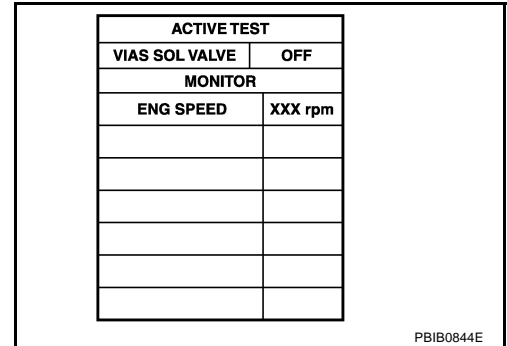 ACTIVE TEST
VIAS SOL VALVE OFF
MONITOR
ENG SPEED XXX rpm
PBIB0844E